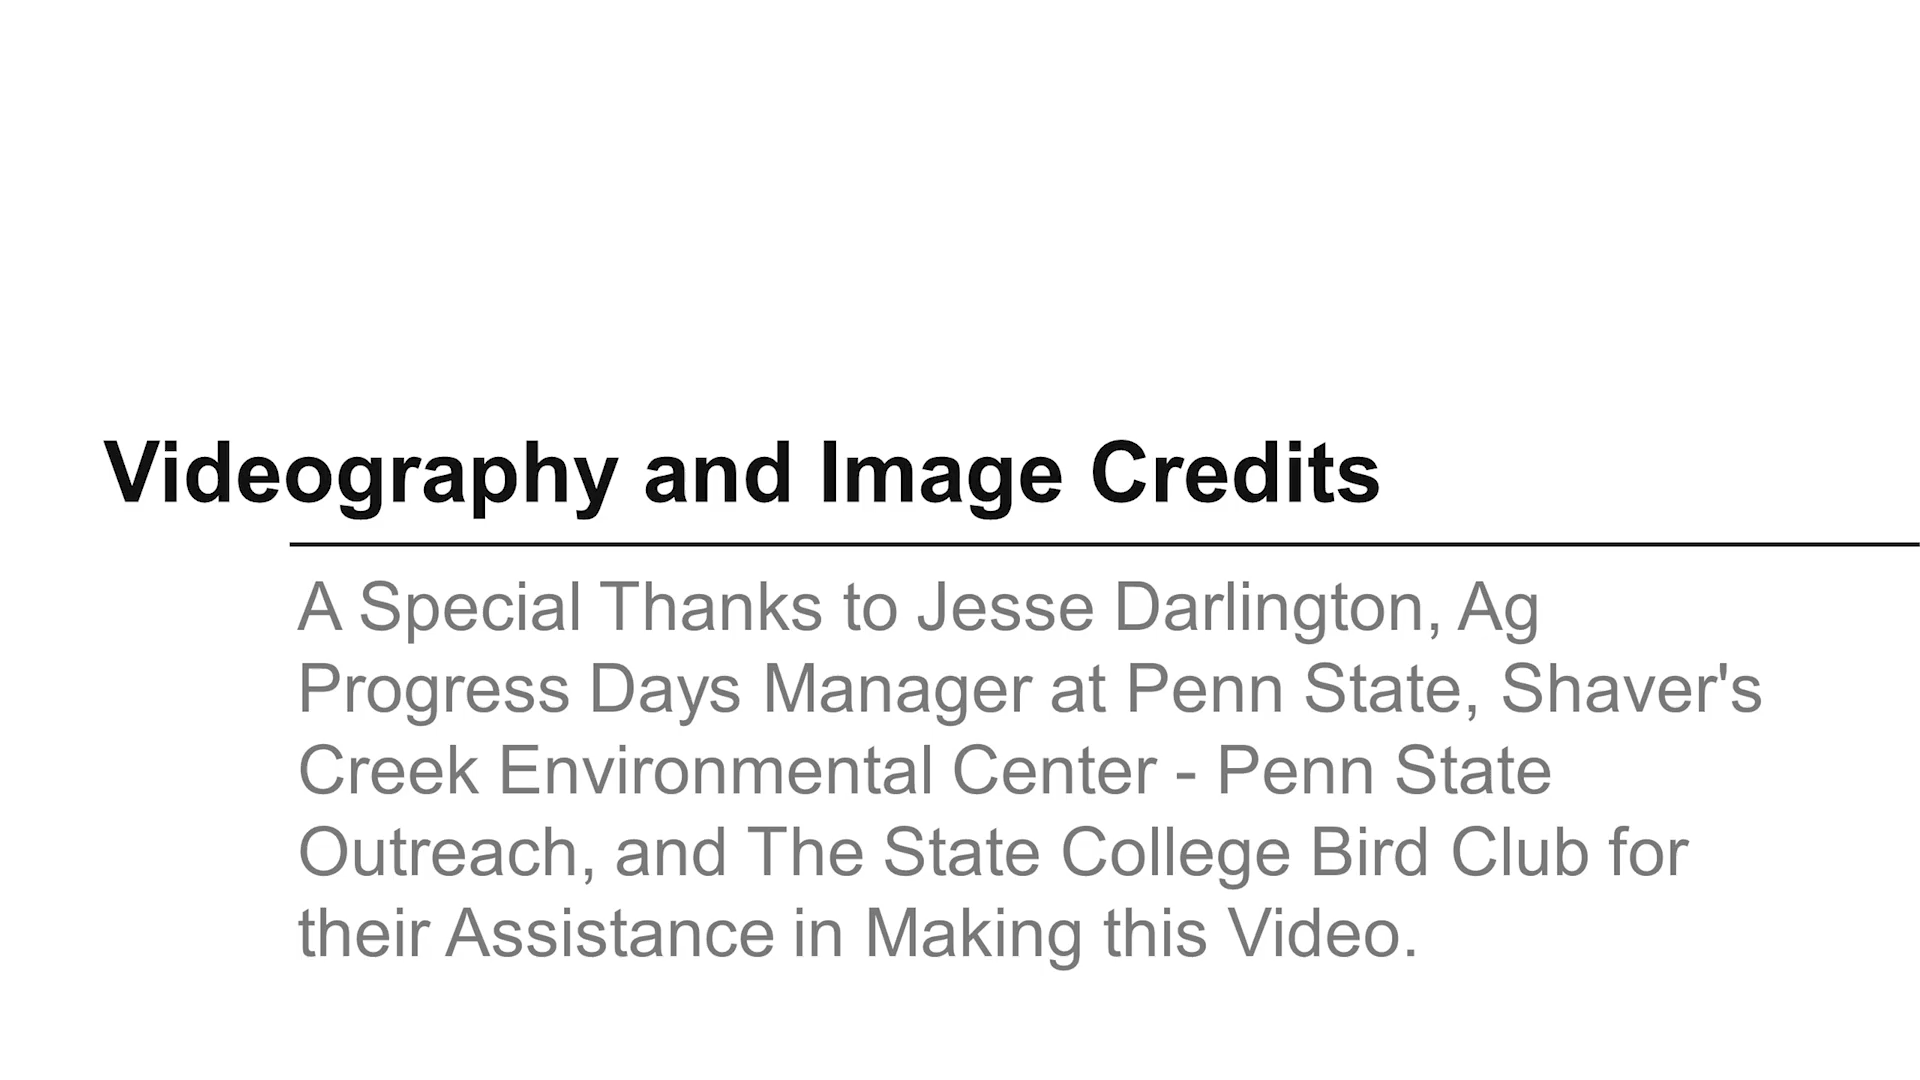 Videography and Image Credits
A Special Thanks to Jesse Darlington, Ag
Progress Days Manager at Penn State, Shaver's
Creek Environmental Center - Penn State
Outreach, and The State College Bird Club for
their Assistance in Making this Video.